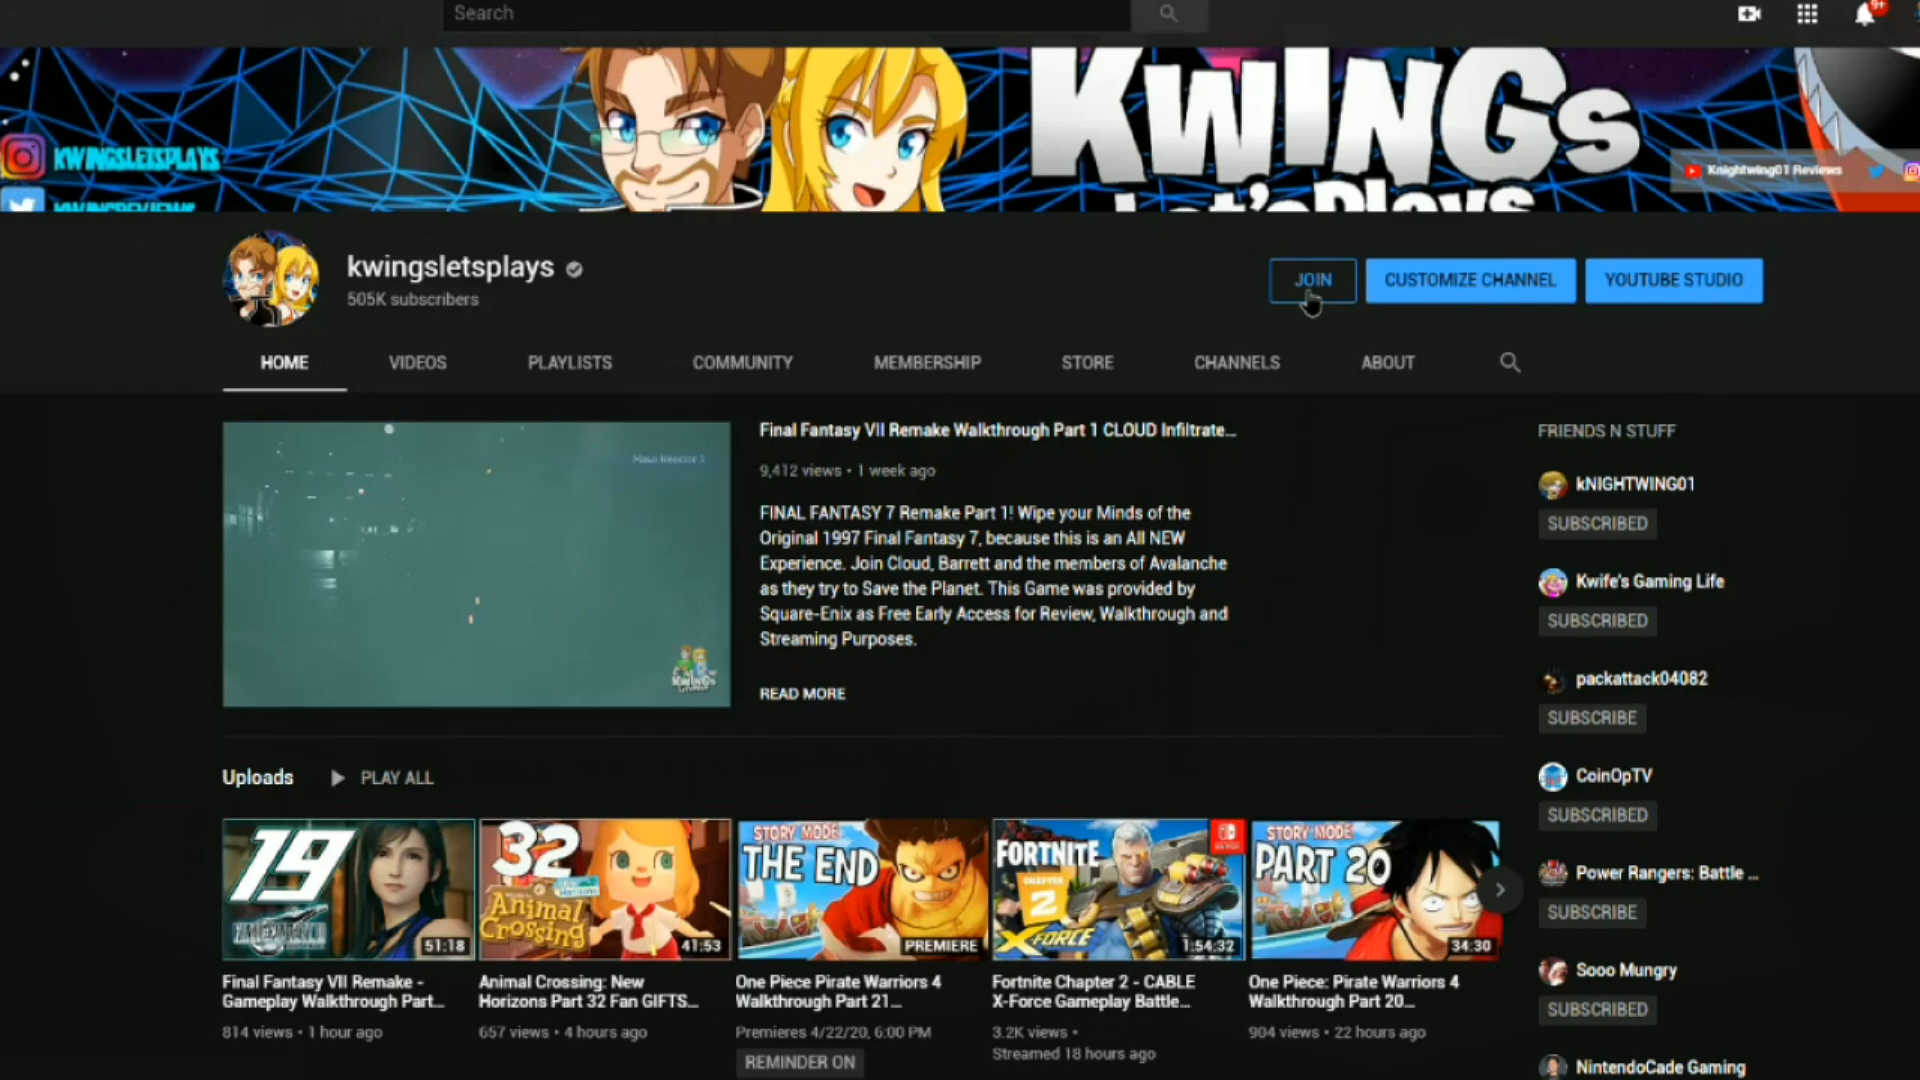 Search
9+
KWINGS
Let's Plays
KWINGSLETSPLAYS
KWINGREVIEWS
Knightwing01 Reviews
kwingsletsplays
505K subscribers
JOIN
CUSTOMIZE CHANNEL
YOUTUBE STUDIO
HOME
VIDEOS
PLAYLISTS
COMMUNITY
MEMBERSHIP
STORE
CHANNELS
ABOUT
Mako Reactor 1
KWINGS
Final Fantasy VII Remake Walkthrough Part 1 CLOUD Infiltrate...
9,412 views • 1 week ago
FINAL FANTASY 7 Remake Part 1! Wipe your Minds of the
Original 1997 Final Fantasy 7, because this is an All NEW
Experience. Join Cloud, Barrett and the members of Avalanche
as they try to Save the Planet. This Game was provided by
Square-Enix as Free Early Access for Review, Walkthrough and
Streaming Purposes.
READ MORE
FRIENDS N STUFF
kNIGHTWING01
SUBSCRIBED
Kwife's Gaming Life
SUBSCRIBED
packattack04082
SUBSCRIBE
CoinOpTV
SUBSCRIBED
Power Rangers: Battle ...
SUBSCRIBE
Sooo Mungry
SUBSCRIBED
NintendoCade Gaming
Uploads
PLAY ALL
19
51:18
Final Fantasy VII Remake -
Gameplay Walkthrough Part...
814 views • 1 hour ago
32
Animal
Crossing
41:53
Animal Crossing: New
Horizons Part 32 Fan GIFTS...
657 views • 4 hours ago
STORY MODE
THE END
PREMIERE
One Piece Pirate Warriors 4
Walkthrough Part 21...
Premieres 4/22/20, 6:00 PM
REMINDER ON
FORTNITE
CHAPTER
2
X-FORCE
1:54:32
Fortnite Chapter 2 - CABLE
X-Force Gameplay Battle...
3.2K views •
Streamed 18 hours ago
STORY MODE
PART 20
34:30
One Piece: Pirate Warriors 4
Walkthrough Part 20...
904 views • 22 hours ago